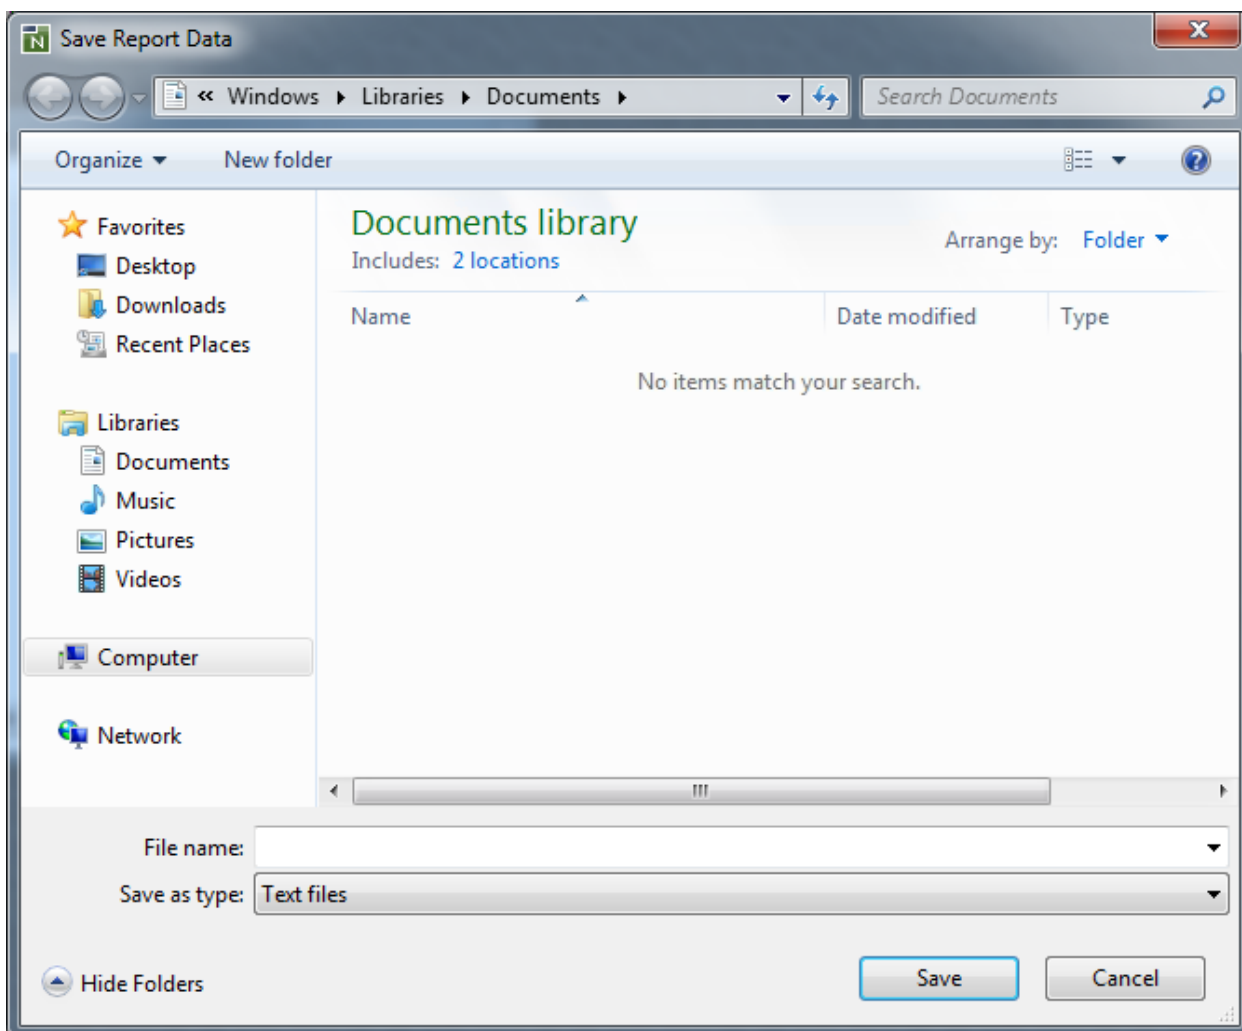 Save Report Data
« Windows Libraries Documents Search Documents
Organize New folder
Favorites
Desktop
Downloads
Recent Places
Libraries
Documents
Music
Pictures
Videos
Computer
Network
Documents library
Includes: 2 locations
Arrange by: Folder
Name Date modified Type
No items match your search.
File name:
Save as type: Text files
Hide Folders Save Cancel